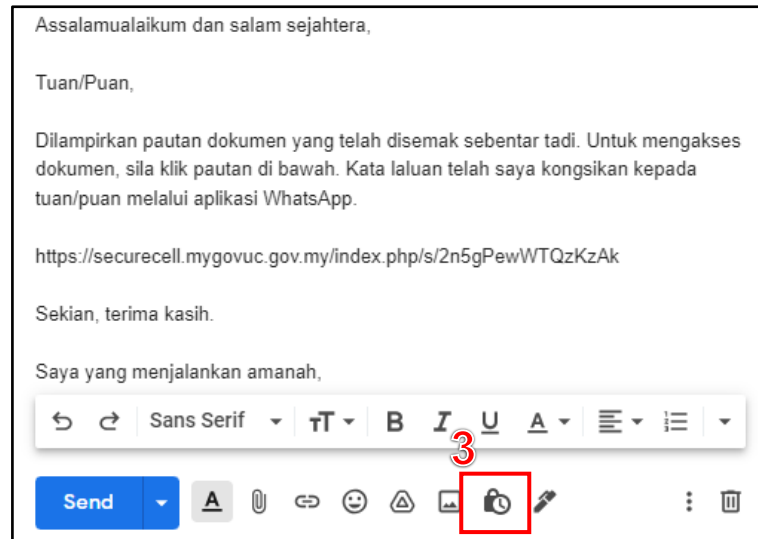 Assalamualaikum dan salam sejahtera,
Tuan/Puan,
Dilampirkan pautan dokumen yang telah disemak sebentar tadi. Untuk mengakses
dokumen, sila klik pautan di bawah. Kata laluan telah saya kongsikan kepada
tuan/puan melalui aplikasi WhatsApp.
https://securecell.mygovuc.gov.my/index.php/s/2n5gPewWTQzKzAk
Sekian, terima kasih.
Saya yang menjalankan amanah,
Sans Serif TT B I U A
3
Send A